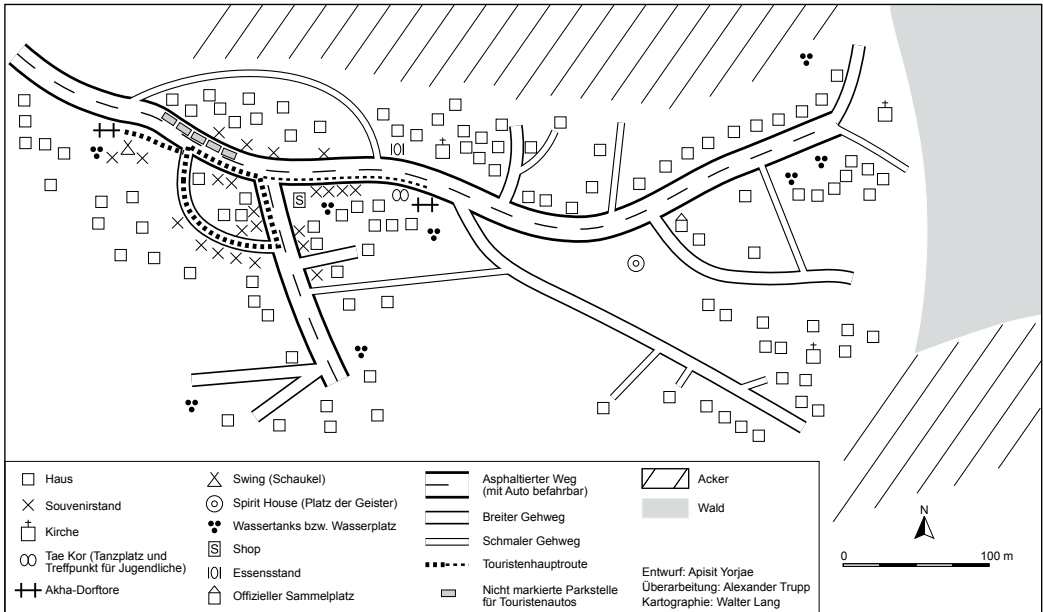 S
Haus
Souvenirstand
Kirche
Tae Kor (Tanzplatz und
Treffpunkt für Jugendliche)
Akha-Dorftore
Swing (Schaukel)
Spirit House (Platz der Geister)
Wassertanks bzw. Wasserplatz
S
Shop
Essensstand
Offizieller Sammelplatz
Asphaltierter Weg
(mit Auto befahrbar)
Breiter Gehweg
Schmaler Gehweg
Touristenhauptroute
Nicht markierte Parkstelle
für Touristenautos
Acker
Wald
Entwurf: Apisit Yorjae
Überarbeitung: Alexander Trupp
Kartographie: Walter Lang
N
0 100 m